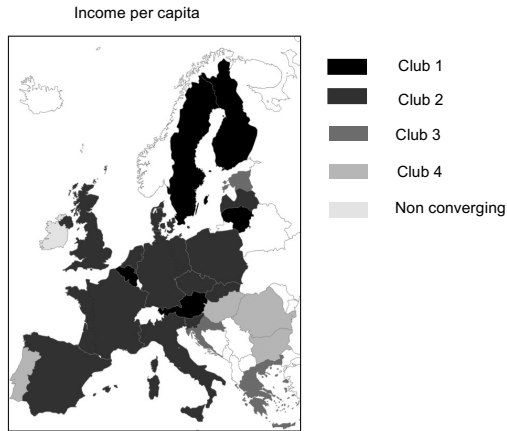 Income per capita
Club 1
Club 2
Club 3
Club 4
Non converging